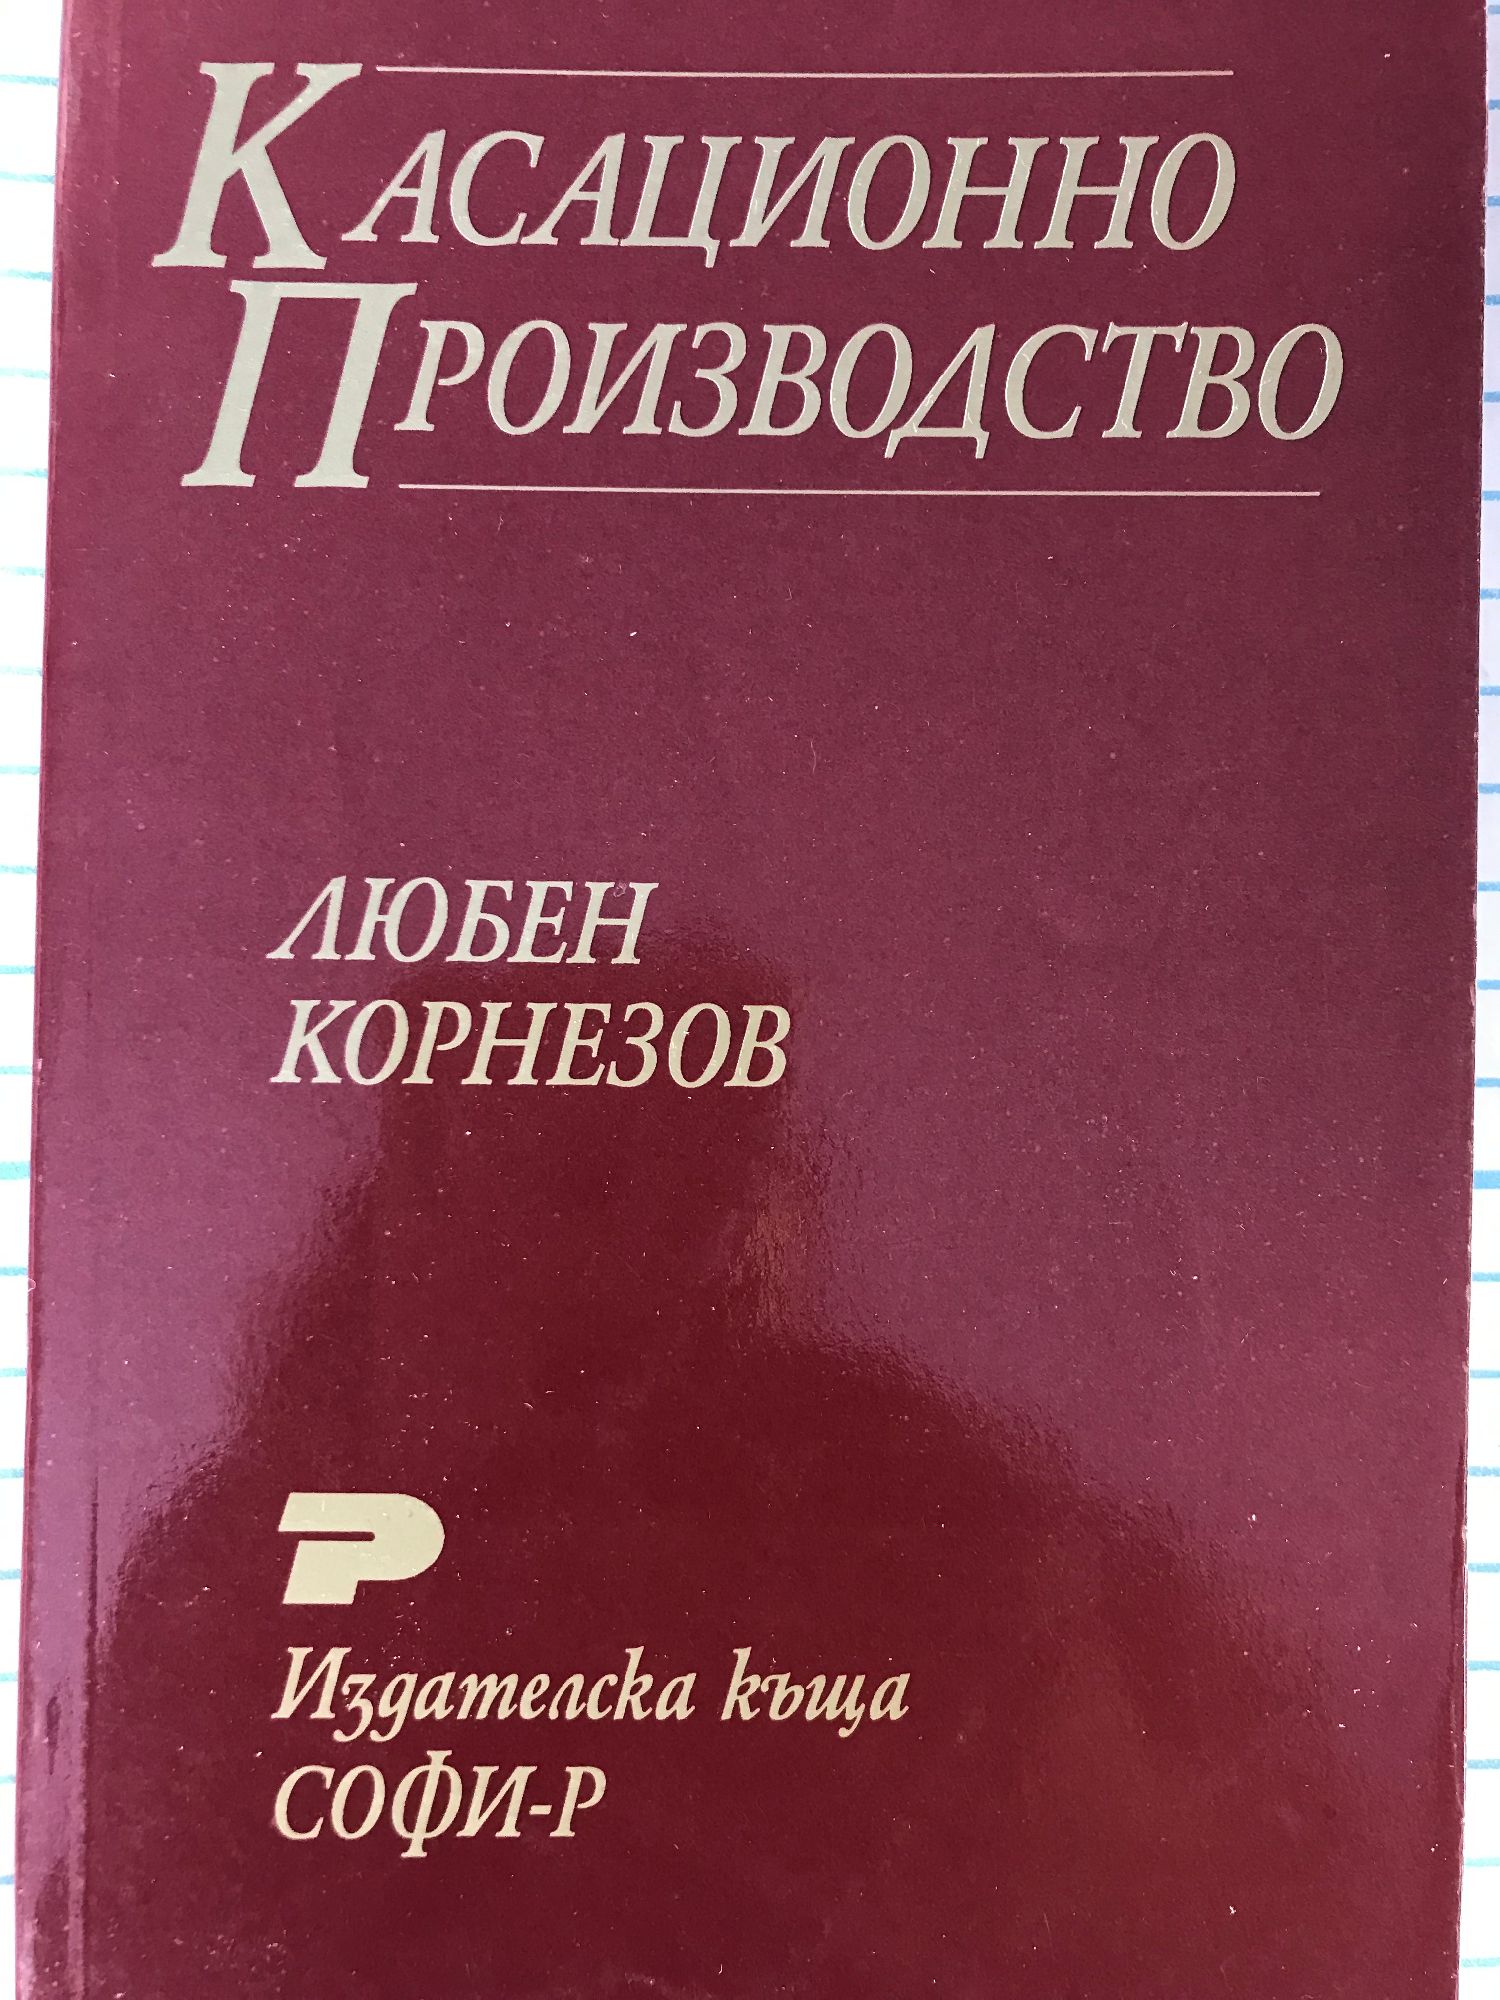 КАСАЦИОННО
ПРОИЗВОДСТВО
ЛЮБЕН
КОРНЕЗОВ
Р
Издателска къща
СОФИ-Р